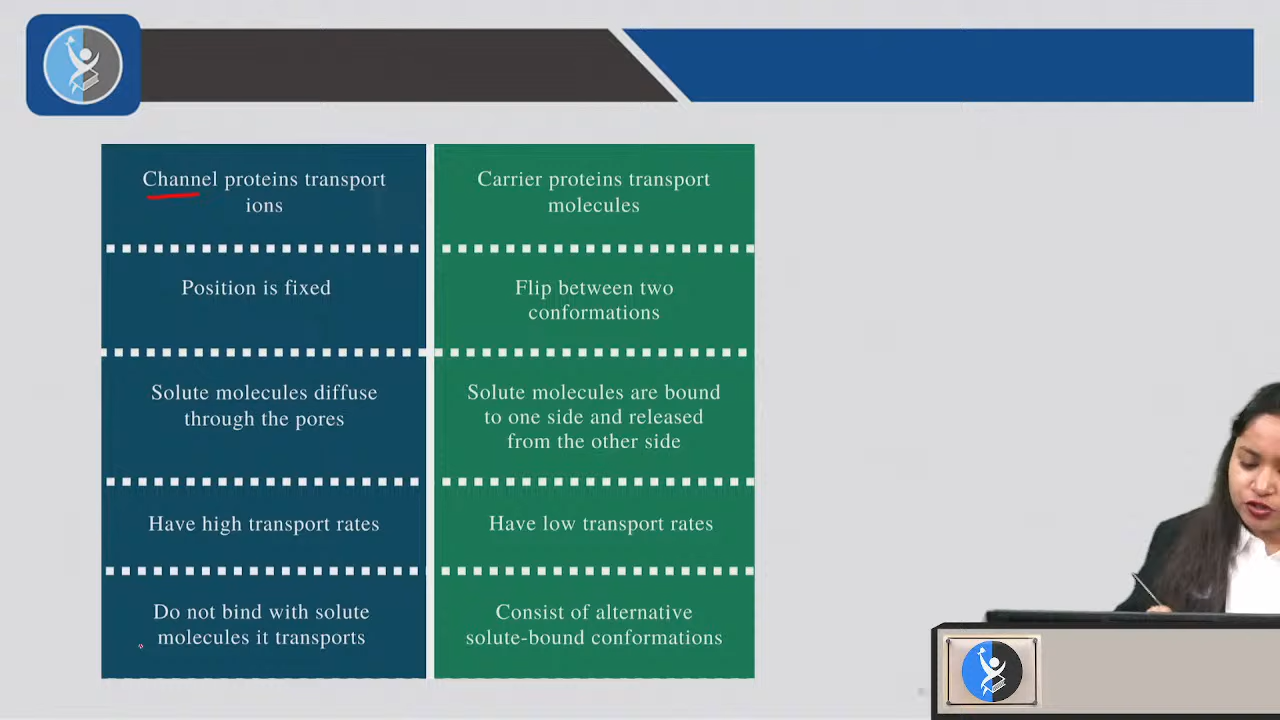 Channel proteins transport
ions
Carrier proteins transport
molecules
Position is fixed
Flip between two
conformations
Solute molecules diffuse
through the pores
Solute molecules are bound
to one side and released
from the other side
Have high transport rates
Have low transport rates
Do not bind with solute
molecules it transports
Consist of alternative
solute-bound conformations